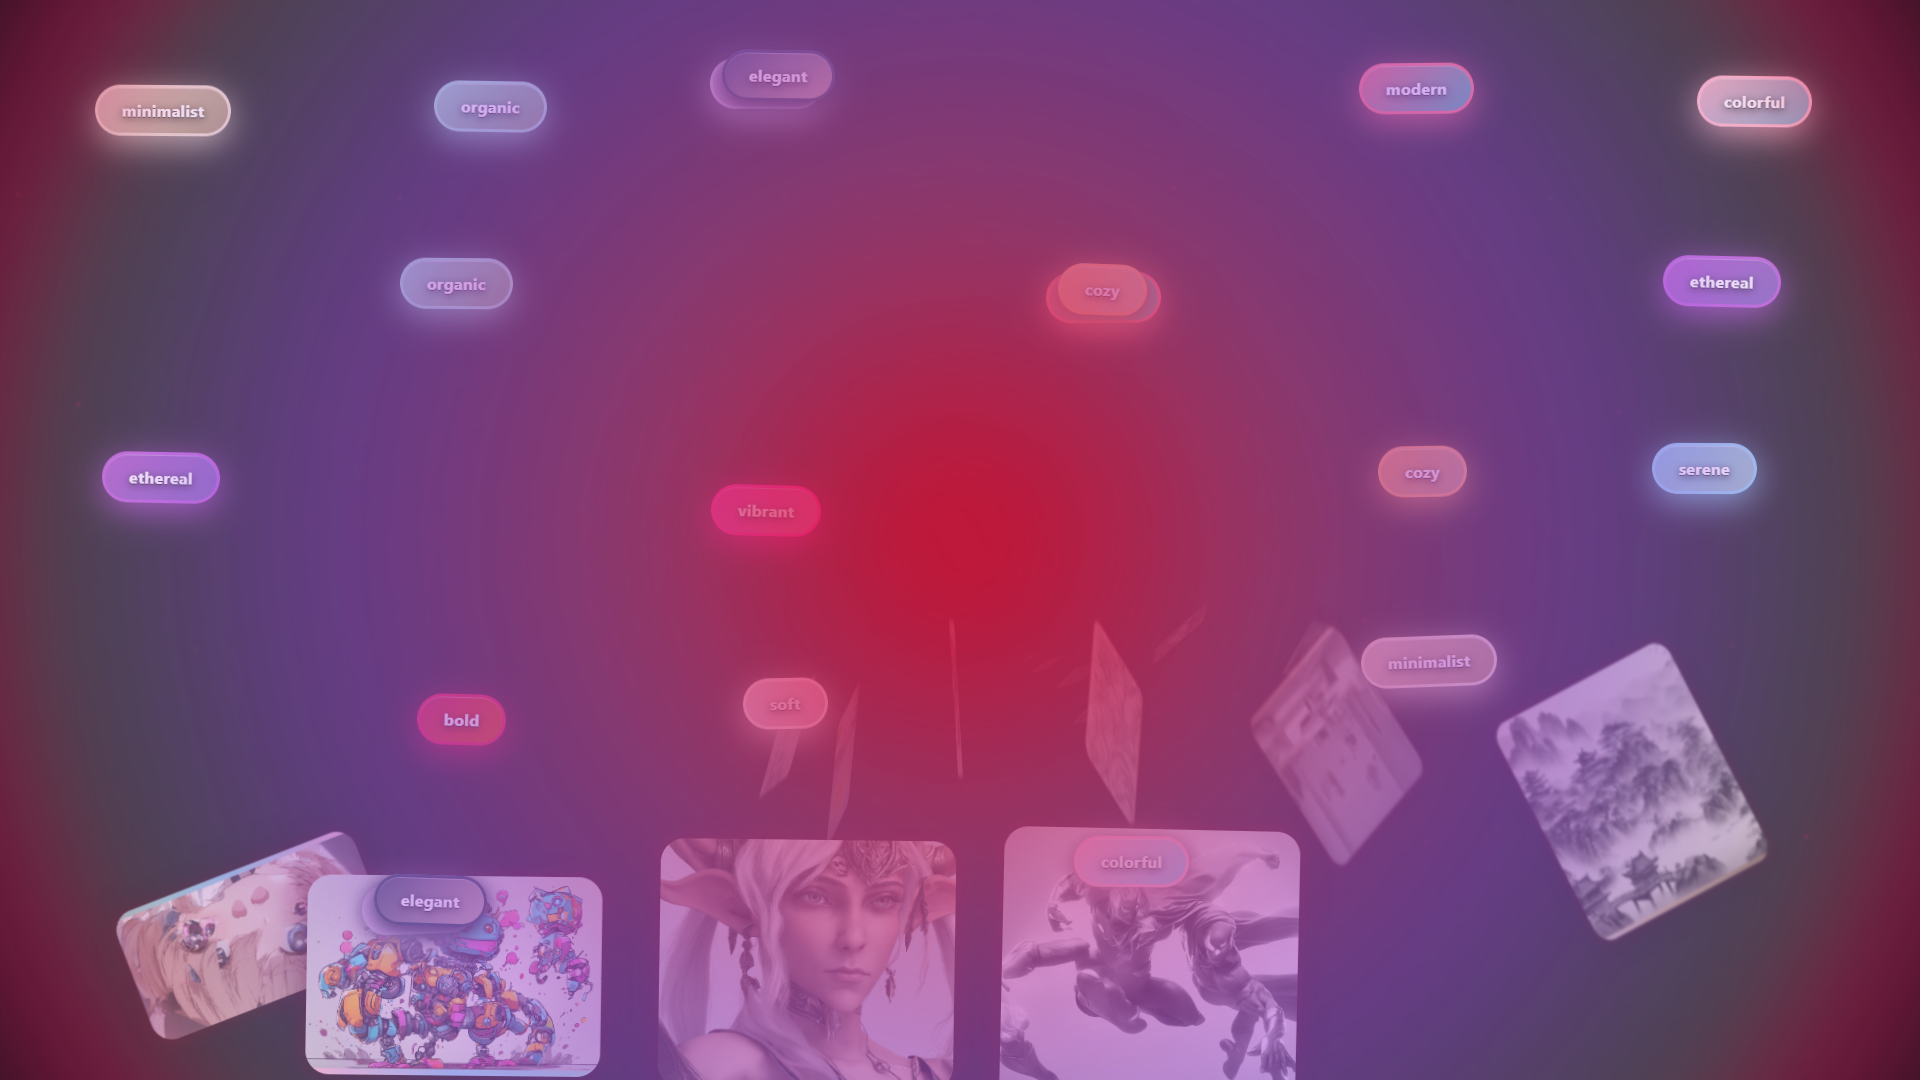 minimalist
organic
elegant
modern
colorful
organic
cozy
ethereal
ethereal
vibrant
cozy
serene
bold
soft
minimalist
elegant
colorful